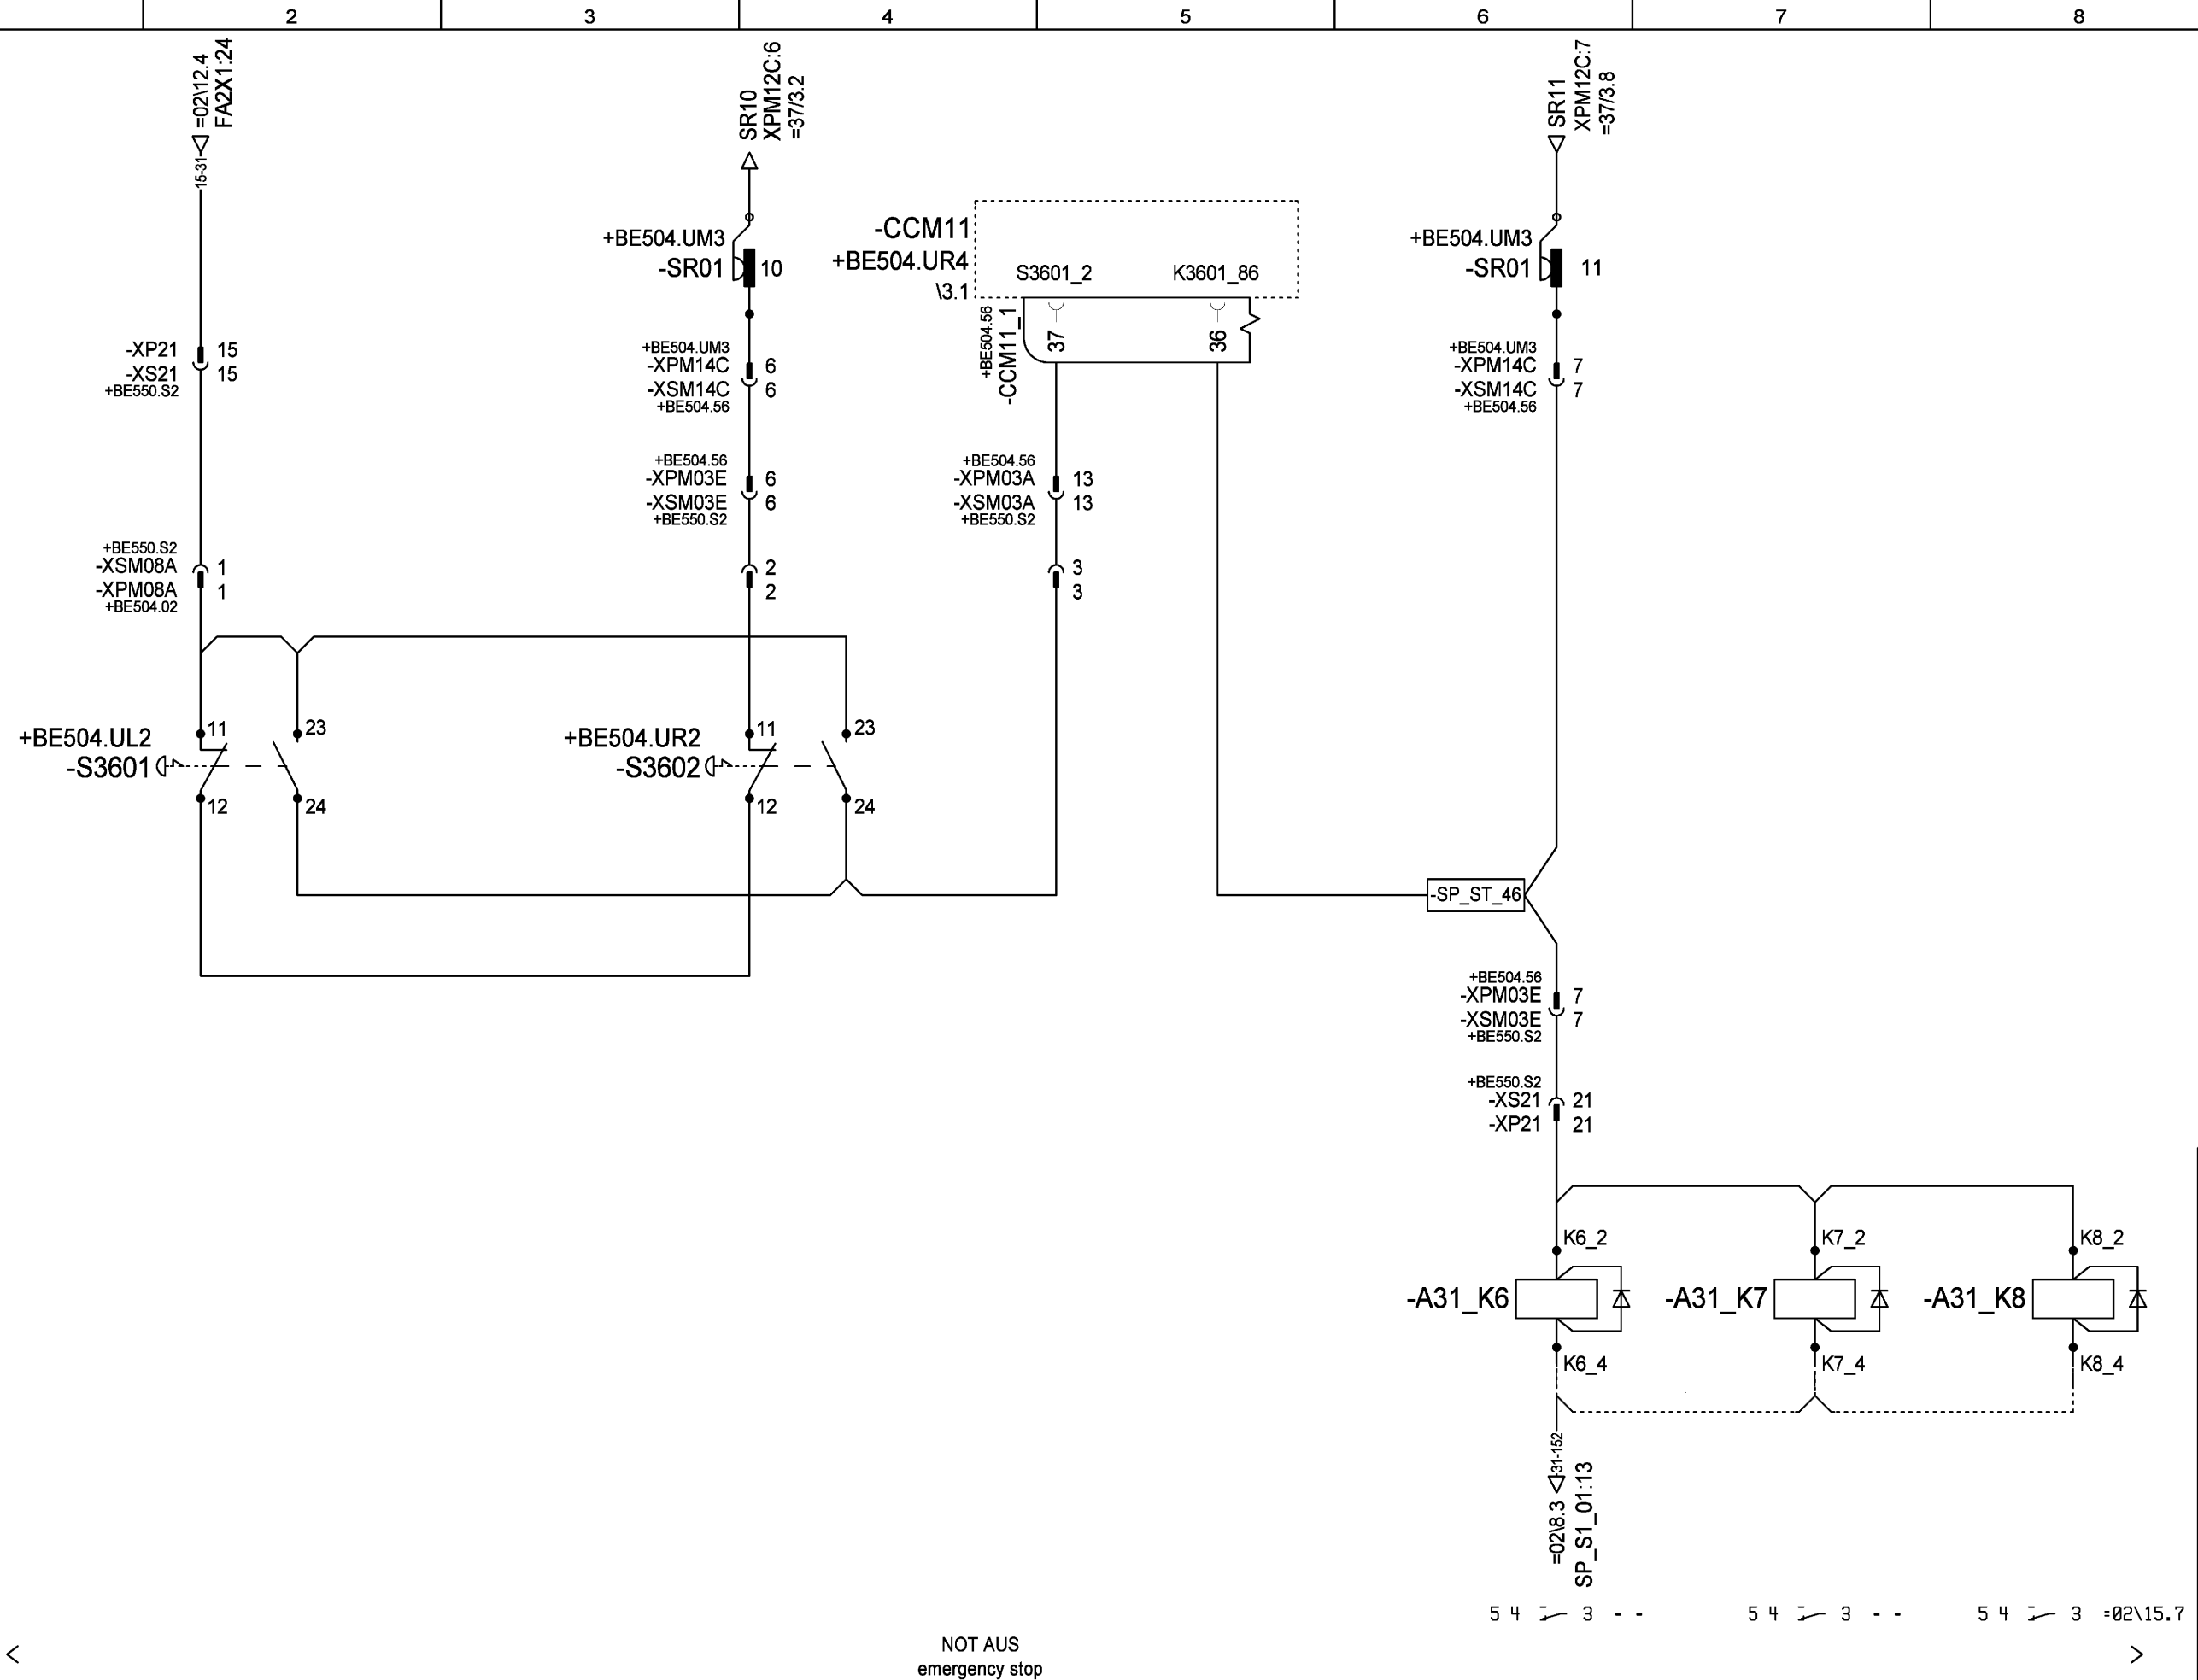 2 3 4 5 6 7 8
=02\12.4
FA2X1:24
15-31
SR10
XPM12C:6
=37/3.2
SR11
XPM12C:7
=37/3.8
+BE504.UM3
-SR01 10
-CCM11
+BE504.UR4
\3.1
S3601_2 K3601_86
+BE504.56
-CCM11_1
37 36
+BE504.UM3
-SR01 11
-XP21 15
-XS21 15
+BE550.S2
+BE504.UM3
-XPM14C 6
-XSM14C 6
+BE504.56
+BE504.UM3
-XPM14C 7
-XSM14C 7
+BE504.56
+BE504.56
-XPM03E 6
-XSM03E 6
+BE550.S2
+BE504.56
-XPM03A 13
-XSM03A 13
+BE550.S2
+BE550.S2
-XSM08A 1
-XPM08A 1
+BE504.02
2
2
3
3
11 23
+BE504.UL2
-S3601
12 24
11 23
+BE504.UR2
-S3602
12 24
-SP_ST_46
+BE504.56
-XPM03E 7
-XSM03E 7
+BE550.S2
+BE550.S2
-XS21 21
-XP21 21
K6_2 K7_2 K8_2
-A31_K6 -A31_K7 -A31_K8
K6_4 K7_4 K8_4
31-152
=02\8.3
SP_S1_01:13
5 4 3 - - 5 4 3 - - 5 4 3 =02\15.7
< NOT AUS >
emergency stop